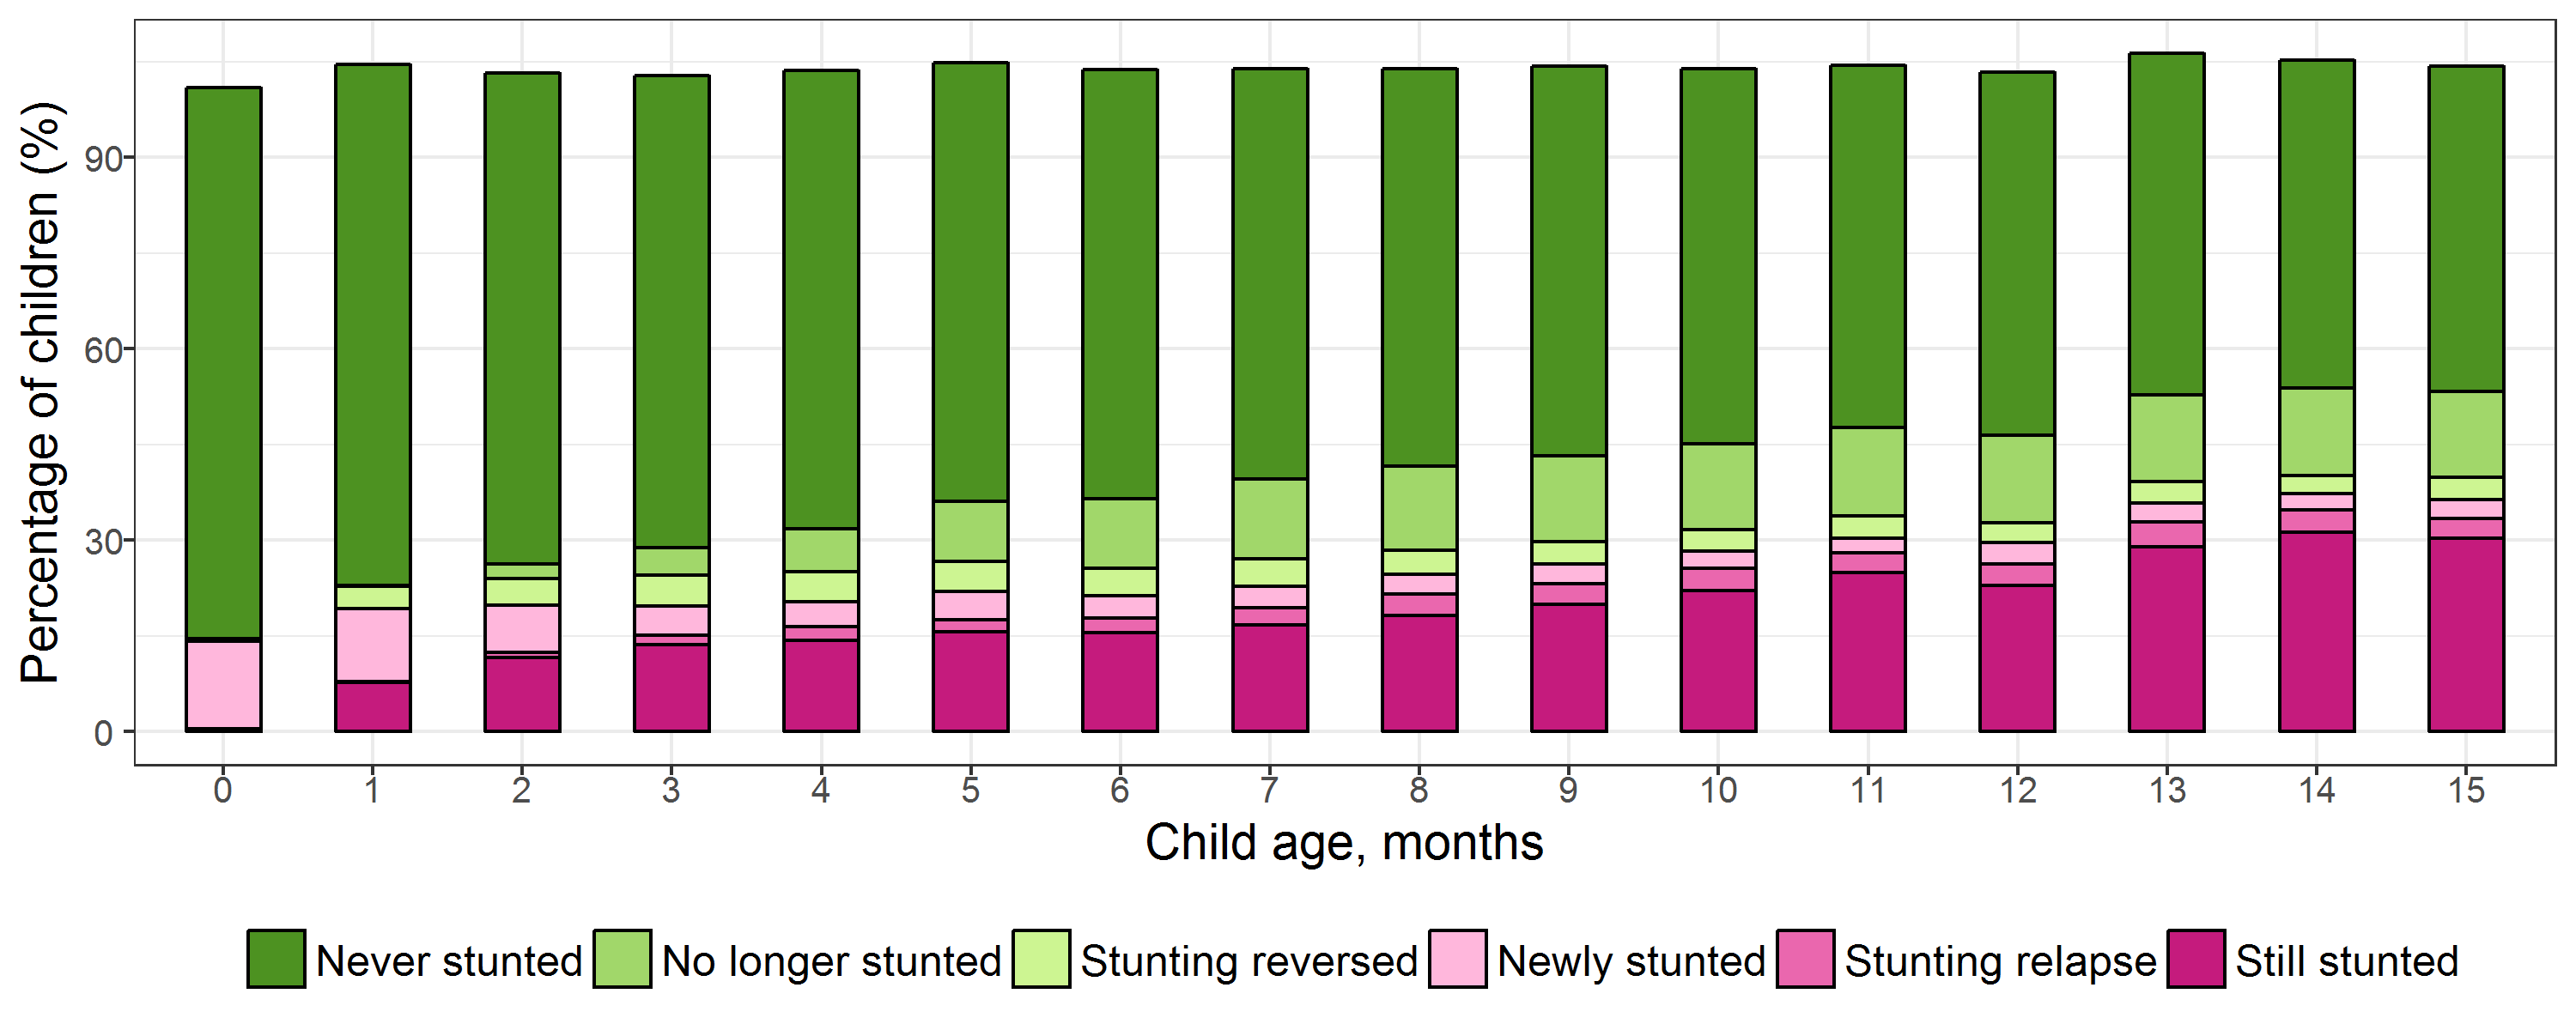 Percentage of children (%)
90
60
30
0
0 1 2 3 4 5 6 7 8 9 10 11 12 13 14 15
Child age, months
Never stunted No longer stunted Stunting reversed Newly stunted Stunting relapse Still stunted